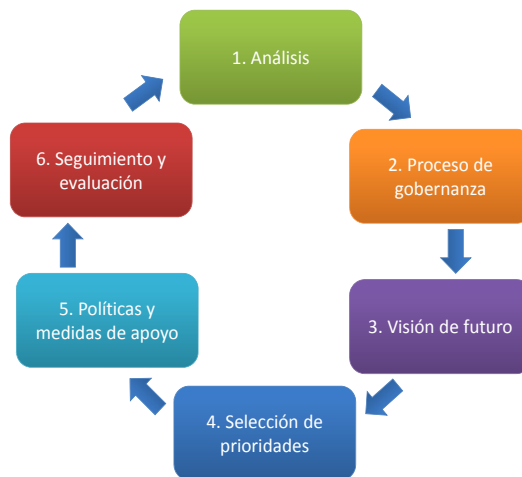 1. Análisis
2. Proceso de
gobernanza
3. Visión de futuro
4. Selección de
prioridades
5. Políticas y
medidas de apoyo
6. Seguimiento y
evaluación